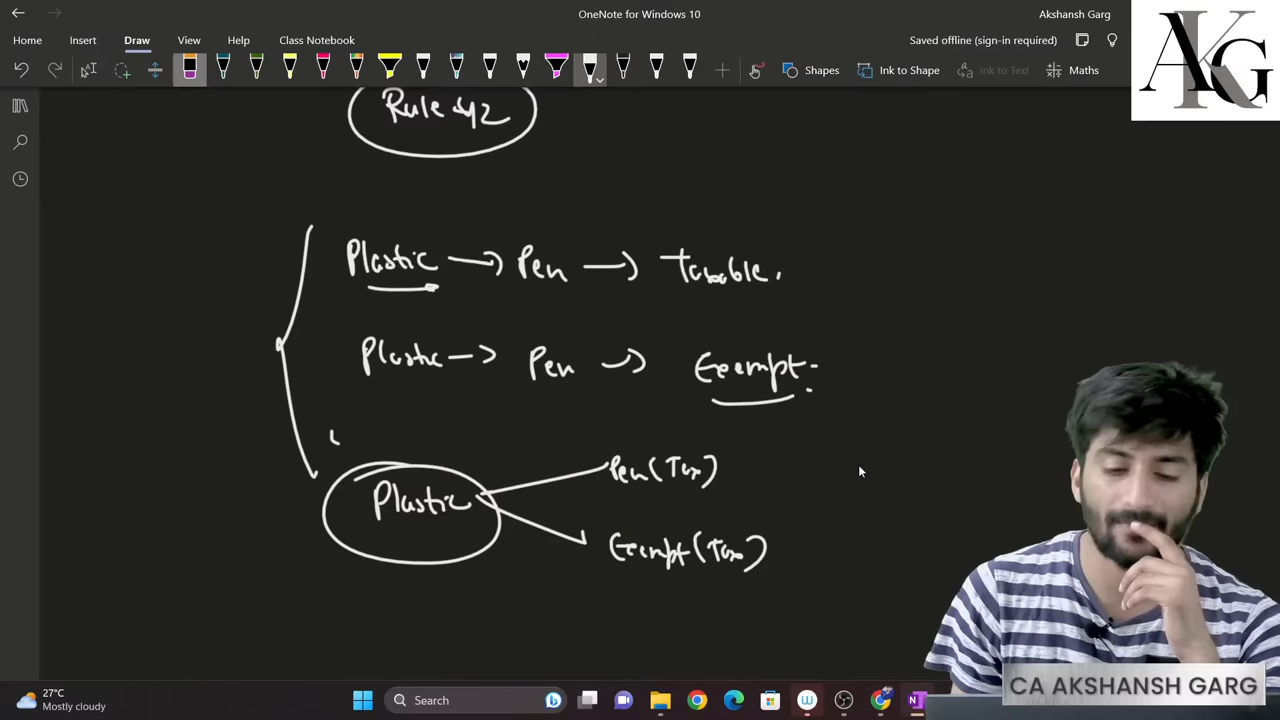 OneNote for Windows 10
Akshansh Garg
Home Insert Draw View Help Class Notebook
Saved offline (sign-in required)
Shapes Ink to Shape Ink to Text Maths
AKG
Rule 42
Plastic → Pen → Taxable.
Plastic → Pen → Exempt
Plastic
Pen (Tax)
Exempt (Tax)
CA AKSHANSH GARG
27°C
Mostly cloudy
Search